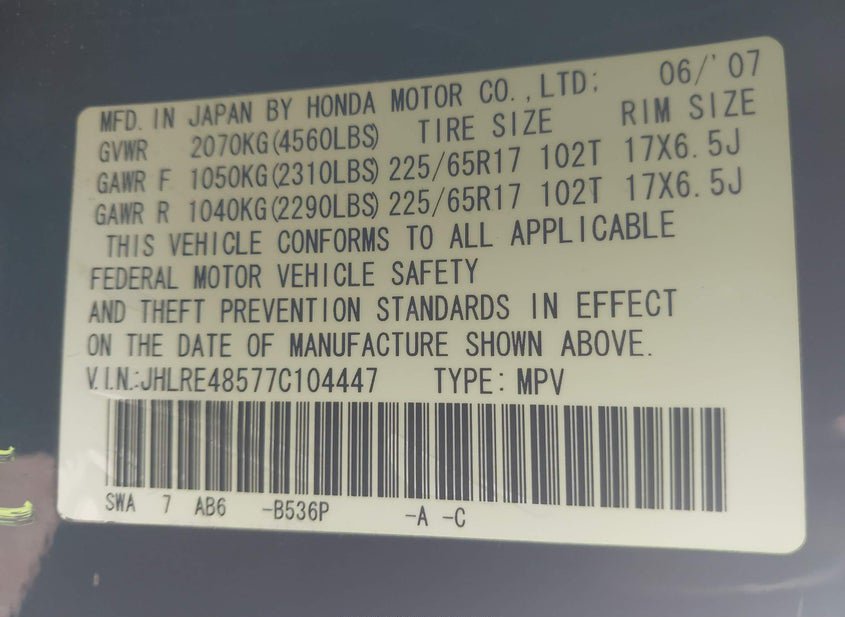 MFD. IN JAPAN BY HONDA MOTOR CO.,LTD; 06/'07
GVWR 2070KG(4560LBS) TIRE SIZE RIM SIZE
GAWR F 1050KG(2310LBS) 225/65R17 102T 17X6.5J
GAWR R 1040KG(2290LBS) 225/65R17 102T 17X6.5J
THIS VEHICLE CONFORMS TO ALL APPLICABLE
FEDERAL MOTOR VEHICLE SAFETY
AND THEFT PREVENTION STANDARDS IN EFFECT
ON THE DATE OF MANUFACTURE SHOWN ABOVE.
V.I.N.:JHLRE48577C104447 TYPE: MPV
SWA 7 AB6 -B536P -A -C